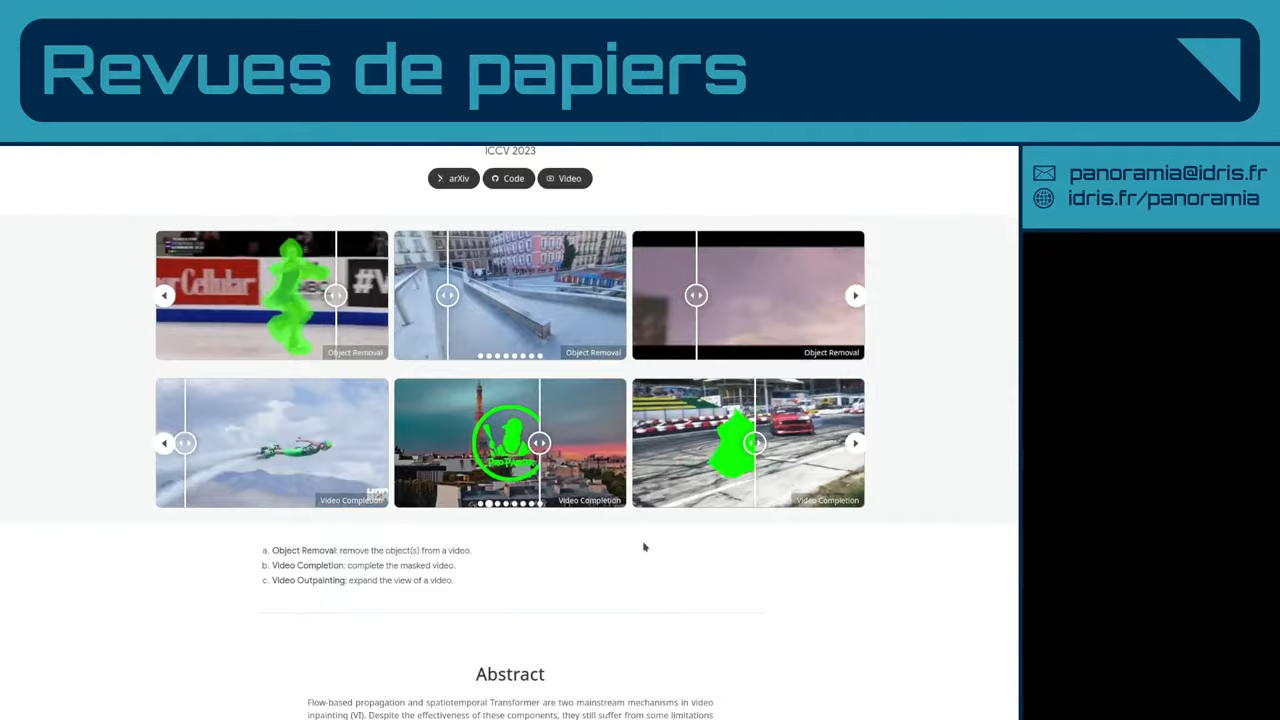 Revues de papiers
panoramia@idris.fr
idris.fr/panoramia
ICCV 2023
arXiv
Code
Video
Cellular
#V
Object Removal
Object Removal
Object Removal
PROPAINTER
Video Completion
Video Completion
Video Completion
a. Object Removal: remove the object(s) from a video.
b. Video Completion: complete the masked video.
c. Video Outpainting: expand the view of a video.
Abstract
Flow-based propagation and spatiotemporal Transformer are two mainstream mechanisms in video
inpainting (VI). Despite the effectiveness of these components, they still suffer from some limitations